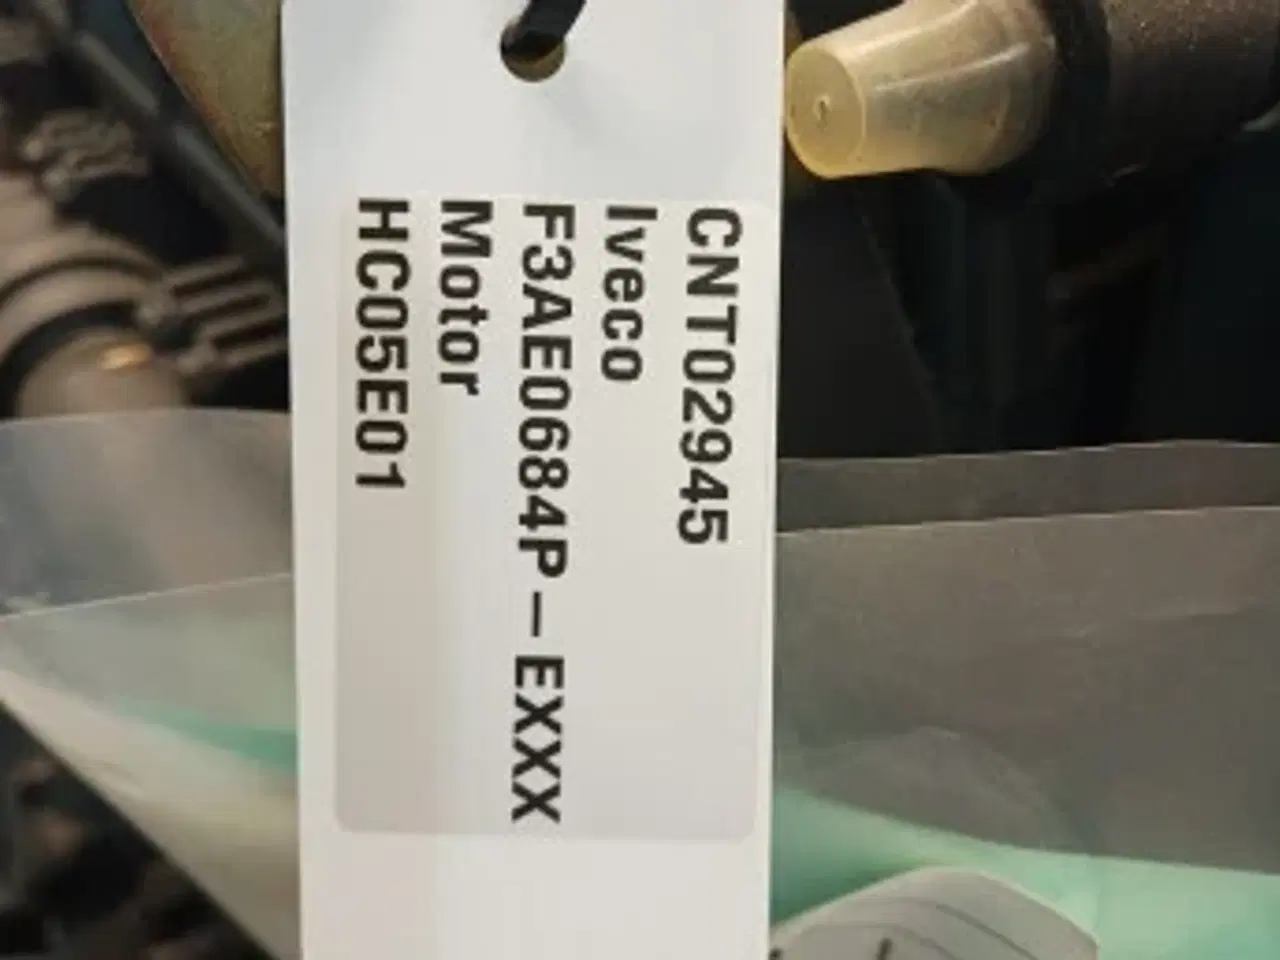 CNT02945
Iveco
F3AE0684P-EXXX
Motor
HC05E01